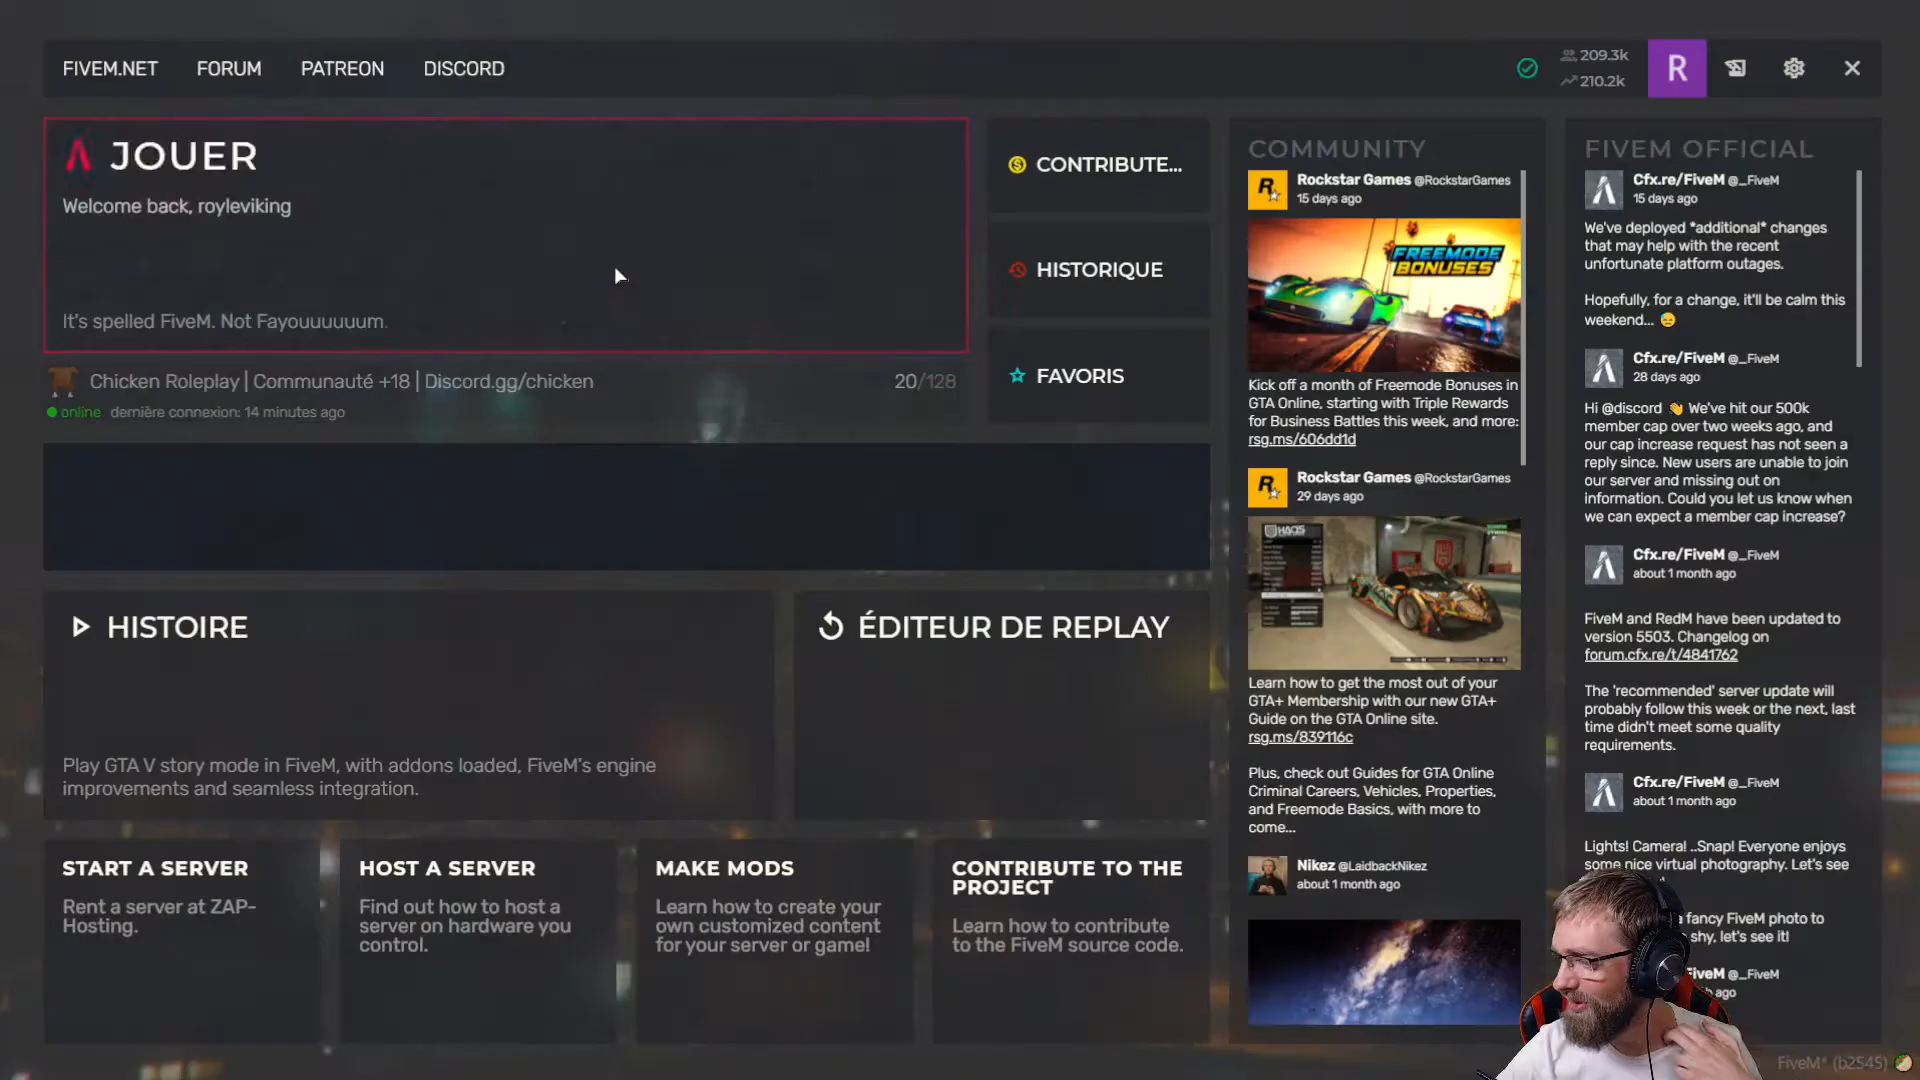 FIVEM.NET
FORUM
PATREON
DISCORD
209.3k
210.2k
R
JOUER
Welcome back, royleviking
It's spelled FiveM. Not Fayouuuuuum.
Chicken Roleplay | Communauté +18 | Discord.gg/chicken
20/128
online dernière connexion: 14 minutes ago
CONTRIBUTE...
HISTORIQUE
FAVORIS
HISTOIRE
Play GTA V story mode in FiveM, with addons loaded, FiveM's engine
improvements and seamless integration.
ÉDITEUR DE REPLAY
START A SERVER
Rent a server at ZAP-
Hosting.
HOST A SERVER
Find out how to host a
server on hardware you
control.
MAKE MODS
Learn how to create your
own customized content
for your server or game!
CONTRIBUTE TO THE
PROJECT
Learn how to contribute
to the FiveM source code.
COMMUNITY
Rockstar Games @RockstarGames
15 days ago
FREEMODE
BONUSES
Kick off a month of Freemode Bonuses in
GTA Online, starting with Triple Rewards
for Business Battles this week, and more:
rsg.ms/606dd1d
Rockstar Games @RockstarGames
29 days ago
Learn how to get the most out of your
GTA+ Membership with our new GTA+
Guide on the GTA Online site.
rsg.ms/839116c
Plus, check out Guides for GTA Online
Criminal Careers, Vehicles, Properties,
and Freemode Basics, with more to
come...
Nikez @LaidbackNikez
about 1 month ago
FIVEM OFFICIAL
Cfx.re/FiveM @_FiveM
15 days ago
We've deployed *additional* changes
that may help with the recent
unfortunate platform outages.
Hopefully, for a change, it'll be calm this
weekend... 😥
Cfx.re/FiveM @_FiveM
28 days ago
Hi @discord 👋 We've hit our 500k
member cap over two weeks ago, and
our cap increase request has not seen a
reply since. New users are unable to join
our server and missing out on
information. Could you let us know when
we can expect a member cap increase?
Cfx.re/FiveM @_FiveM
about 1 month ago
FiveM and RedM have been updated to
version 5503. Changelog on
forum.cfx.re/t/4841762
The 'recommended' server update will
probably follow this week or the next, last
time didn't meet some quality
requirements.
Cfx.re/FiveM @_FiveM
about 1 month ago
Lights! Camera! ..Snap! Everyone enjoys
some nice virtual photography. Let's see
a fancy FiveM photo to
shy, let's see it!
FiveM @_FiveM
ago
FiveM* (b2545)